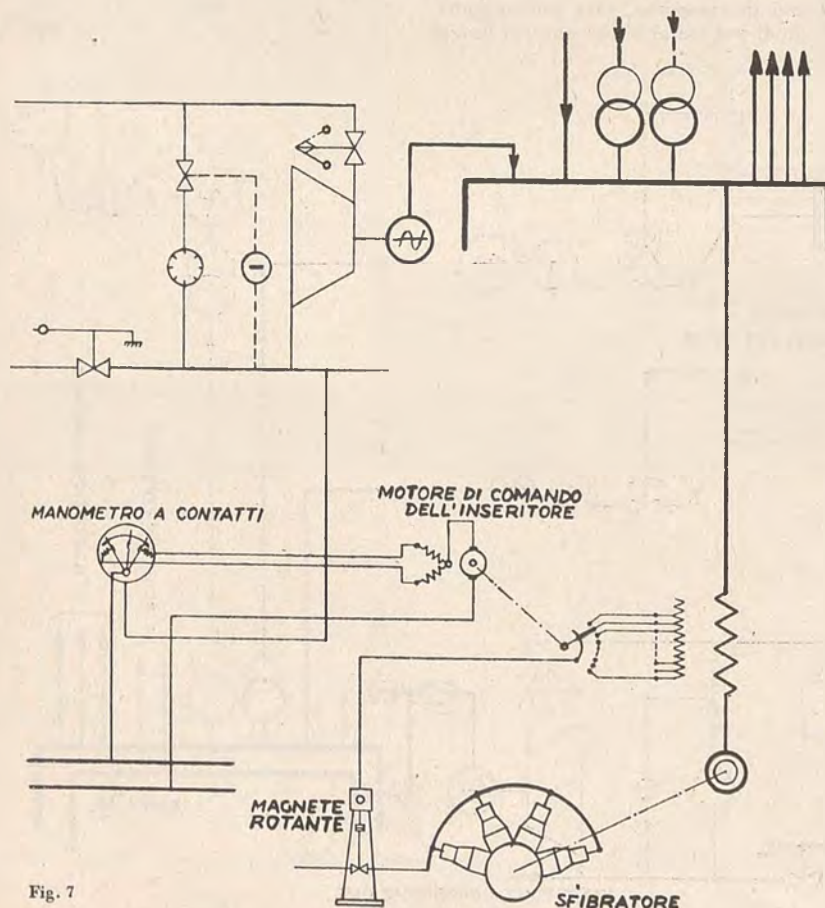 MANOMETRO A CONTATTI
MOTORE DI COMANDO
DELL'INSERITORE
MAGNETE
ROTANTE
SFIBRATORE
Fig. 7